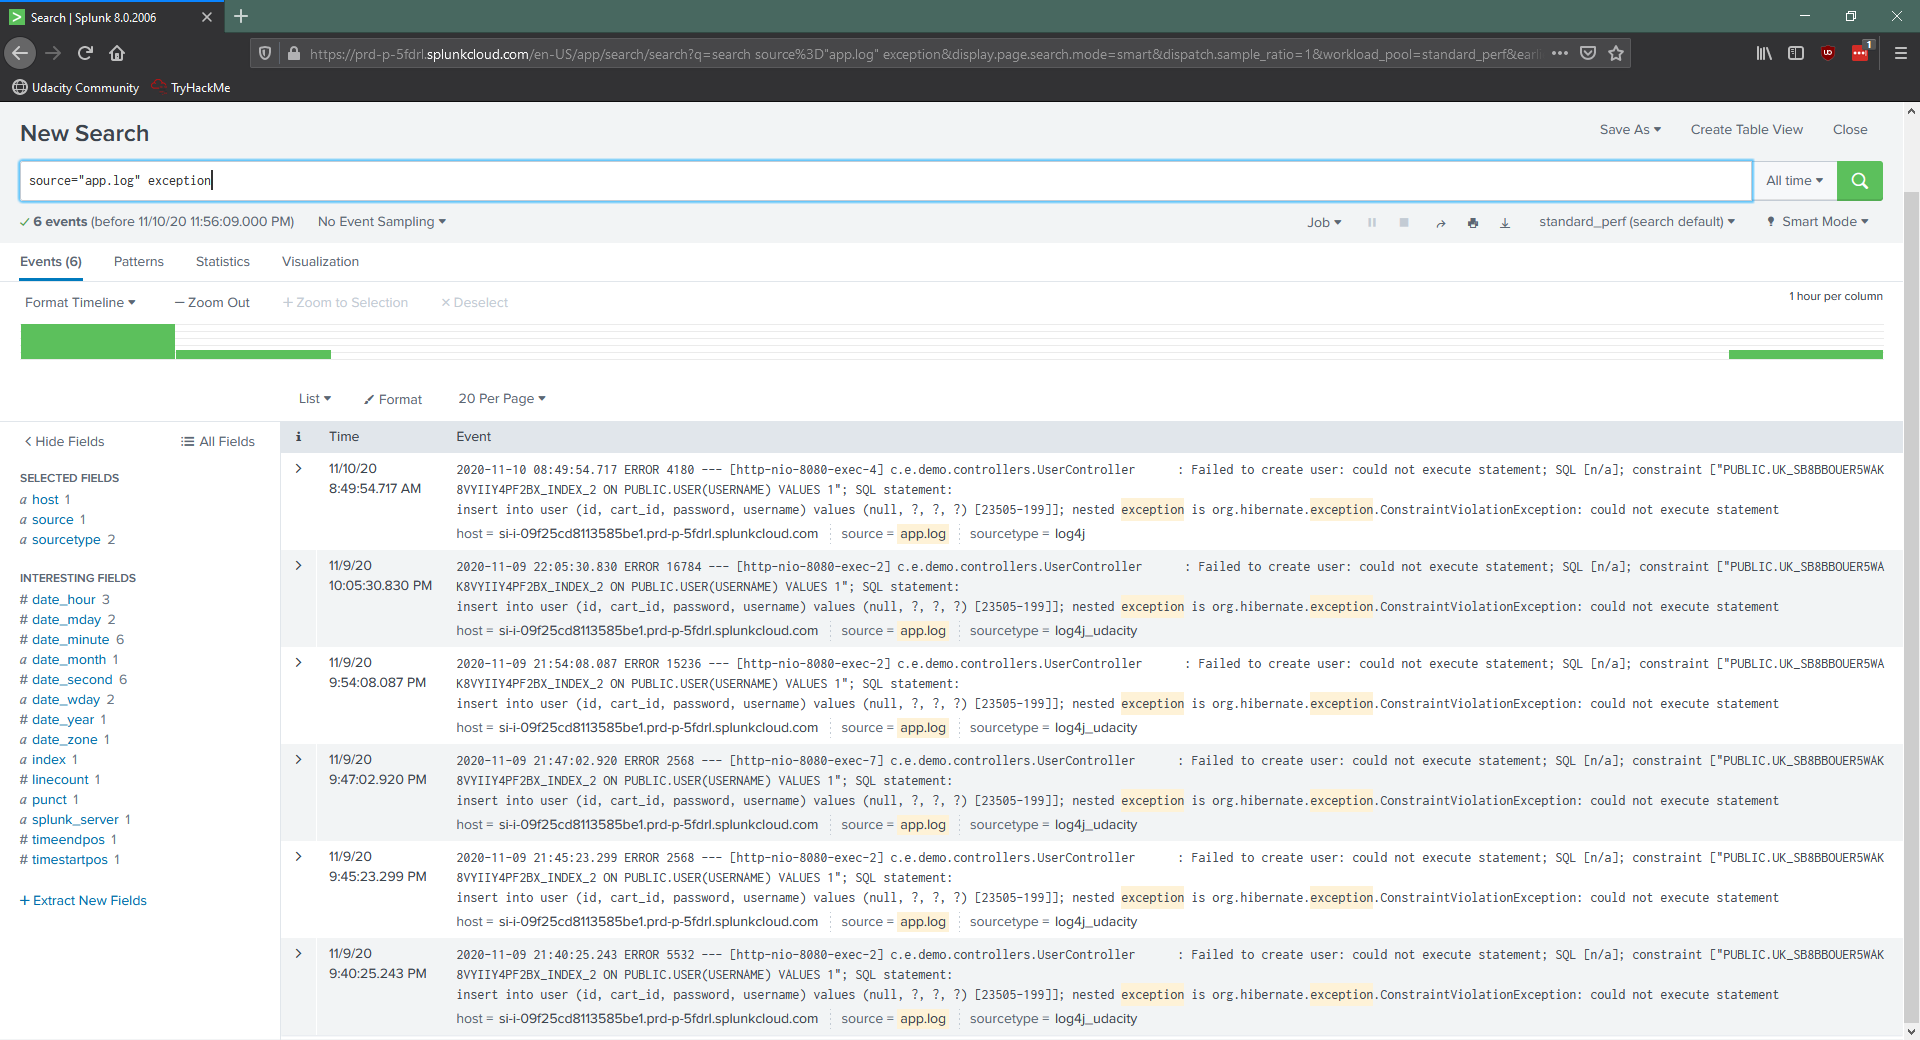 Search | Splunk 8.0.2006
https://prd-p-5fdrl.splunkcloud.com/en-US/app/search/search?q=search source%3D"app.log" exception&display.page.search.mode=smart&dispatch.sample_ratio=1&workload_pool=standard_perf&earli
1
Udacity Community
TryHackMe
New Search
Save As
Create Table View
Close
source="app.log" exception
All time
6 events (before 11/10/20 11:56:09.000 PM)
No Event Sampling
Job
standard_perf (search default)
Smart Mode
Events (6)
Patterns
Statistics
Visualization
Format Timeline
— Zoom Out
+ Zoom to Selection
× Deselect
1 hour per column
List
Format
20 Per Page
< Hide Fields
All Fields
SELECTED FIELDS
a host 1
a source 1
a sourcetype 2
INTERESTING FIELDS
# date_hour 3
# date_mday 2
# date_minute 6
a date_month 1
# date_second 6
a date_wday 2
# date_year 1
a date_zone 1
a index 1
# linecount 1
a punct 1
a splunk_server 1
# timeendpos 1
# timestartpos 1
+ Extract New Fields
i Time Event
11/10/20
8:49:54.717 AM
2020-11-10 08:49:54.717 ERROR 4180 --- [http-nio-8080-exec-4] c.e.demo.controllers.UserController : Failed to create user: could not execute statement; SQL [n/a]; constraint ["PUBLIC.UK_SB8BBOUER5WAK
8VYIIY4PF2BX_INDEX_2 ON PUBLIC.USER(USERNAME) VALUES 1"; SQL statement:
insert into user (id, cart_id, password, username) values (null, ?, ?, ?) [23505-199]]; nested exception is org.hibernate.exception.ConstraintViolationException: could not execute statement
host = si-i-09f25cd8113585be1.prd-p-5fdrl.splunkcloud.com source = app.log sourcetype = log4j
11/9/20
10:05:30.830 PM
2020-11-09 22:05:30.830 ERROR 16784 --- [http-nio-8080-exec-2] c.e.demo.controllers.UserController : Failed to create user: could not execute statement; SQL [n/a]; constraint ["PUBLIC.UK_SB8BBOUER5WA
K8VYIIY4PF2BX_INDEX_2 ON PUBLIC.USER(USERNAME) VALUES 1"; SQL statement:
insert into user (id, cart_id, password, username) values (null, ?, ?, ?) [23505-199]]; nested exception is org.hibernate.exception.ConstraintViolationException: could not execute statement
host = si-i-09f25cd8113585be1.prd-p-5fdrl.splunkcloud.com source = app.log sourcetype = log4j_udacity
11/9/20
9:54:08.087 PM
2020-11-09 21:54:08.087 ERROR 15236 --- [http-nio-8080-exec-2] c.e.demo.controllers.UserController : Failed to create user: could not execute statement; SQL [n/a]; constraint ["PUBLIC.UK_SB8BBOUER5WA
K8VYIIY4PF2BX_INDEX_2 ON PUBLIC.USER(USERNAME) VALUES 1"; SQL statement:
insert into user (id, cart_id, password, username) values (null, ?, ?, ?) [23505-199]]; nested exception is org.hibernate.exception.ConstraintViolationException: could not execute statement
host = si-i-09f25cd8113585be1.prd-p-5fdrl.splunkcloud.com source = app.log sourcetype = log4j_udacity
11/9/20
9:47:02.920 PM
2020-11-09 21:47:02.920 ERROR 2568 --- [http-nio-8080-exec-7] c.e.demo.controllers.UserController : Failed to create user: could not execute statement; SQL [n/a]; constraint ["PUBLIC.UK_SB8BBOUER5WAK
8VYIIY4PF2BX_INDEX_2 ON PUBLIC.USER(USERNAME) VALUES 1"; SQL statement:
insert into user (id, cart_id, password, username) values (null, ?, ?, ?) [23505-199]]; nested exception is org.hibernate.exception.ConstraintViolationException: could not execute statement
host = si-i-09f25cd8113585be1.prd-p-5fdrl.splunkcloud.com source = app.log sourcetype = log4j_udacity
11/9/20
9:45:23.299 PM
2020-11-09 21:45:23.299 ERROR 2568 --- [http-nio-8080-exec-2] c.e.demo.controllers.UserController : Failed to create user: could not execute statement; SQL [n/a]; constraint ["PUBLIC.UK_SB8BBOUER5WAK
8VYIIY4PF2BX_INDEX_2 ON PUBLIC.USER(USERNAME) VALUES 1"; SQL statement:
insert into user (id, cart_id, password, username) values (null, ?, ?, ?) [23505-199]]; nested exception is org.hibernate.exception.ConstraintViolationException: could not execute statement
host = si-i-09f25cd8113585be1.prd-p-5fdrl.splunkcloud.com source = app.log sourcetype = log4j_udacity
11/9/20
9:40:25.243 PM
2020-11-09 21:40:25.243 ERROR 5532 --- [http-nio-8080-exec-2] c.e.demo.controllers.UserController : Failed to create user: could not execute statement; SQL [n/a]; constraint ["PUBLIC.UK_SB8BBOUER5WAK
8VYIIY4PF2BX_INDEX_2 ON PUBLIC.USER(USERNAME) VALUES 1"; SQL statement:
insert into user (id, cart_id, password, username) values (null, ?, ?, ?) [23505-199]]; nested exception is org.hibernate.exception.ConstraintViolationException: could not execute statement
host = si-i-09f25cd8113585be1.prd-p-5fdrl.splunkcloud.com source = app.log sourcetype = log4j_udacity